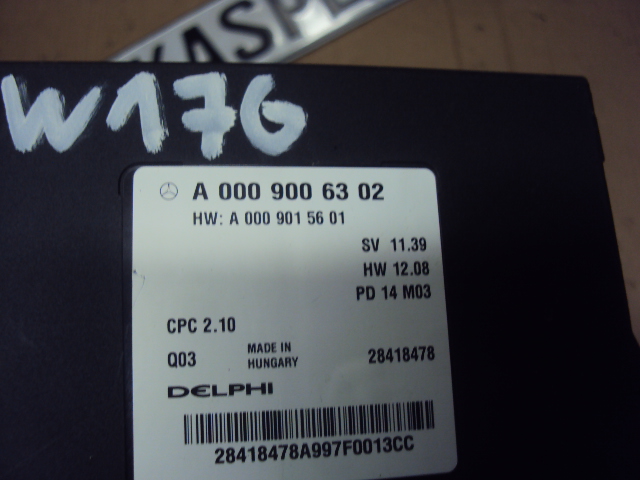 KASPE
W176
A 000 900 63 02
HW: A 000 901 56 01
SV 11.39
HW 12.08
PD 14 M03
CPC 2.10
Q03 MADE IN HUNGARY 28418478
DELPHI
28418478A997F0013CC